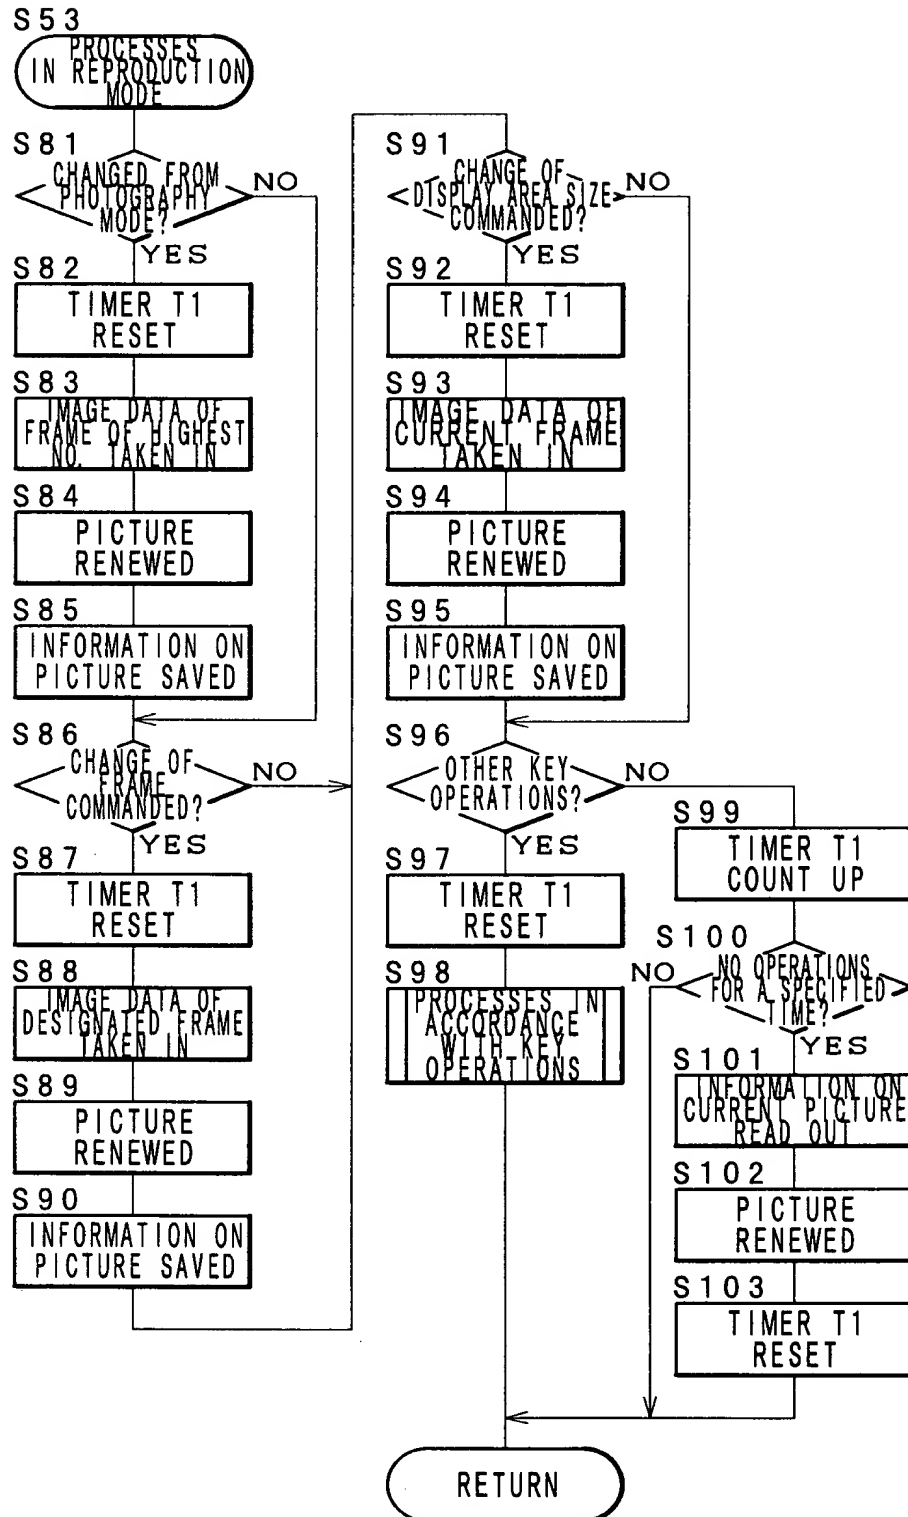 S53
PROCESSES
IN REPRODUCTION
MODE
S81
CHANGED FROM
PHOTOGRAPHY
MODE?
NO
YES
S82
TIMER T1
RESET
S83
IMAGE DATA OF
FRAME OF HIGHEST
NO. TAKEN IN
S84
PICTURE
RENEWED
S85
INFORMATION ON
PICTURE SAVED
S86
CHANGE OF
FRAME
COMMANDED?
NO
YES
S87
TIMER T1
RESET
S88
IMAGE DATA OF
DESIGNATED FRAME
TAKEN IN
S89
PICTURE
RENEWED
S90
INFORMATION ON
PICTURE SAVED
S91
CHANGE OF
DISPLAY AREA SIZE
COMMANDED?
NO
YES
S92
TIMER T1
RESET
S93
IMAGE DATA OF
CURRENT FRAME
TAKEN IN
S94
PICTURE
RENEWED
S95
INFORMATION ON
PICTURE SAVED
S96
OTHER KEY
OPERATIONS?
NO
YES
S97
TIMER T1
RESET
S98
PROCESSES IN
ACCORDANCE
WITH KEY
OPERATIONS
S99
TIMER T1
COUNT UP
S100
NO OPERATIONS
FOR A SPECIFIED
TIME?
NO
YES
S101
INFORMATION ON
CURRENT PICTURE
READ OUT
S102
PICTURE
RENEWED
S103
TIMER T1
RESET
RETURN